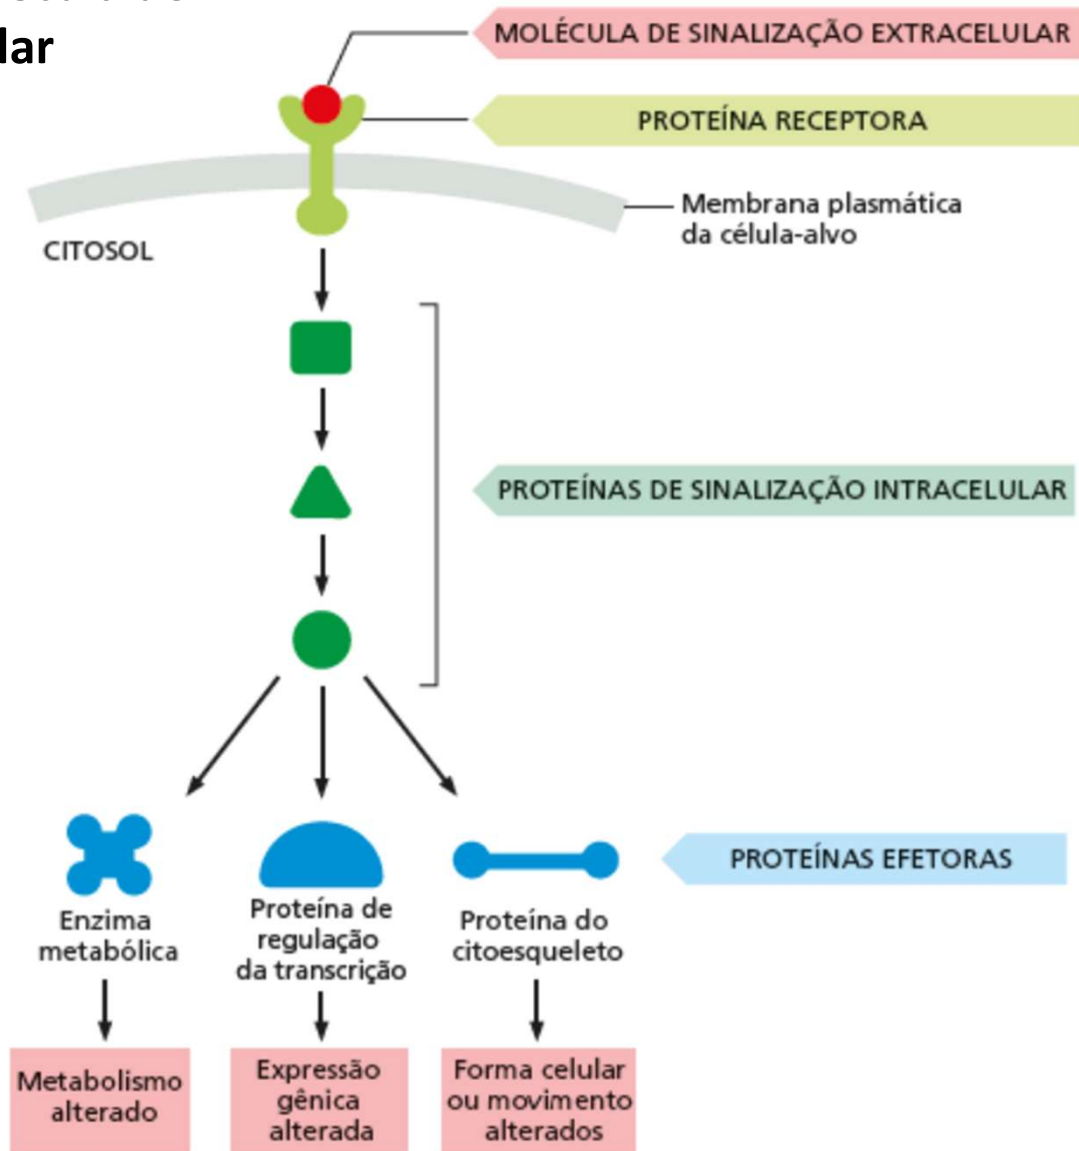 dar
MOLÉCULA DE SINALIZAÇÃO EXTRACELULAR
PROTEÍNA RECEPTORA
Membrana plasmática
da célula-alvo
CITOSOL
PROTEÍNAS DE SINALIZAÇÃO INTRACELULAR
PROTEÍNAS EFETORAS
Enzima
metabólica
Proteína de
regulação
da transcrição
Proteína do
citoesqueleto
Metabolismo
alterado
Expressão
gênica
alterada
Forma celular
ou movimento
alterados